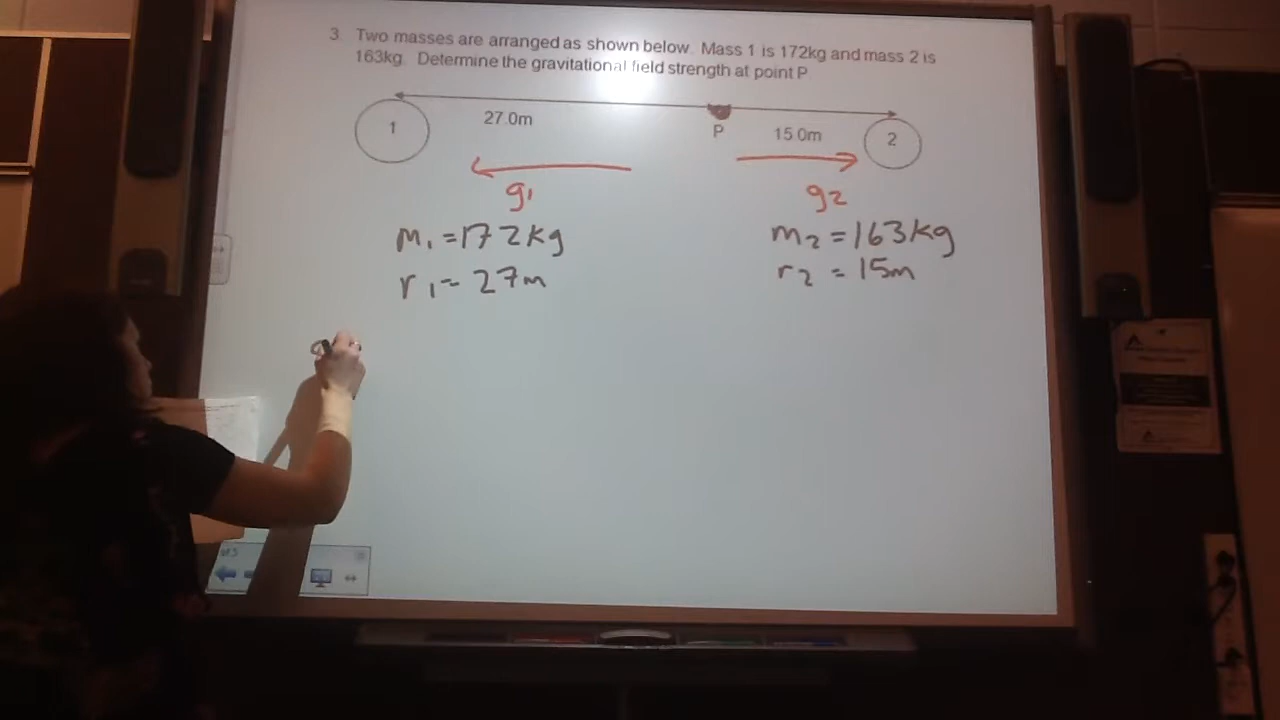 3. Two masses are arranged as shown below. Mass 1 is 172kg and mass 2 is
163kg. Determine the gravitational field strength at point P
27.0m
15.0m
1
P
2
g1
g2
m1 = 172kg
r1 = 27m
m2 = 163kg
r2 = 15m
of 5